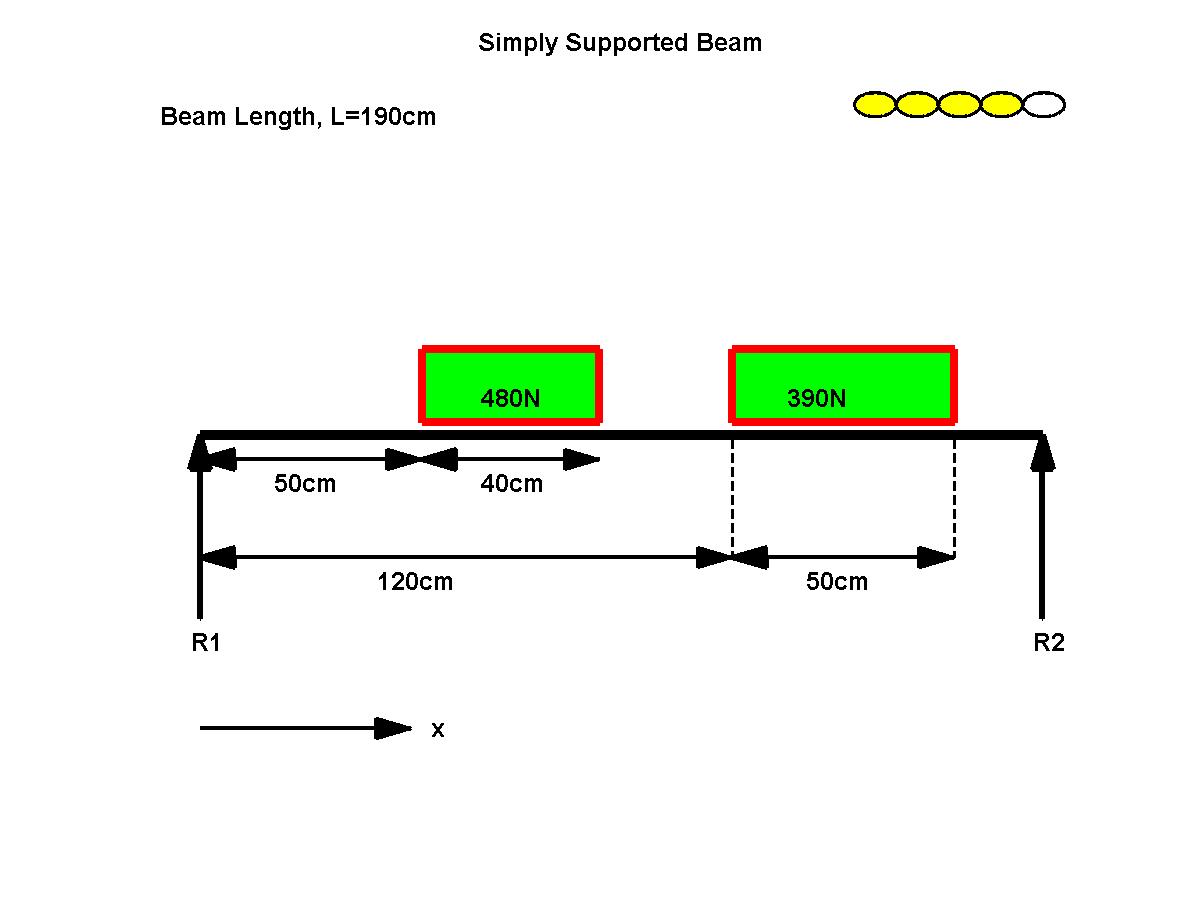 Simply Supported Beam
Beam Length, L=190cm
480N
390N
50cm
40cm
120cm
50cm
R1
R2
x